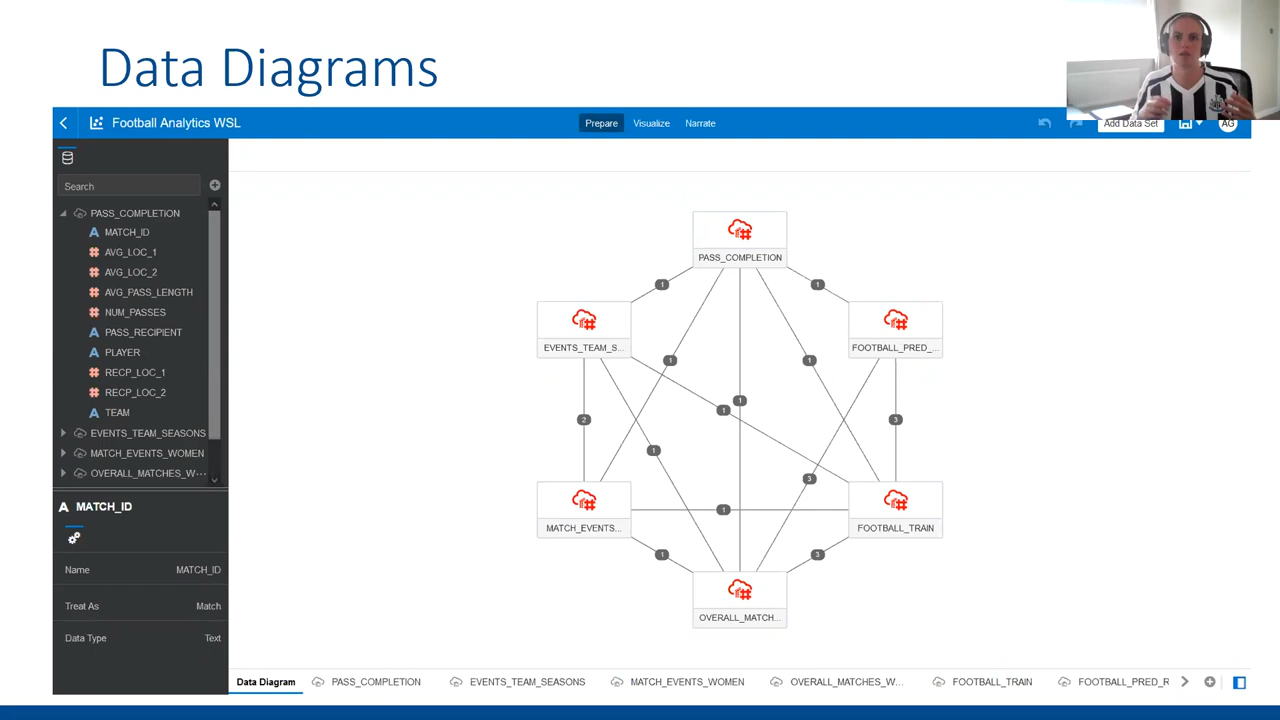 Data Diagrams
Football Analytics WSL
Prepare
Visualize
Narrate
Add Data Set
AG
Search
PASS_COMPLETION
MATCH_ID
AVG_LOC_1
AVG_LOC_2
AVG_PASS_LENGTH
NUM_PASSES
PASS_RECIPIENT
PLAYER
RECP_LOC_1
RECP_LOC_2
TEAM
EVENTS_TEAM_SEASONS
MATCH_EVENTS_WOMEN
OVERALL_MATCHES_W...
A MATCH_ID
Name MATCH_ID
Treat As Match
Data Type Text
PASS_COMPLETION
1
1
EVENTS_TEAM_S...
FOOTBALL_PRED_...
1
1
1
1
2
3
1
3
MATCH_EVENTS...
1
FOOTBALL_TRAIN
1
3
OVERALL_MATCH...
Data Diagram
PASS_COMPLETION
EVENTS_TEAM_SEASONS
MATCH_EVENTS_WOMEN
OVERALL_MATCHES_W...
FOOTBALL_TRAIN
FOOTBALL_PRED_R